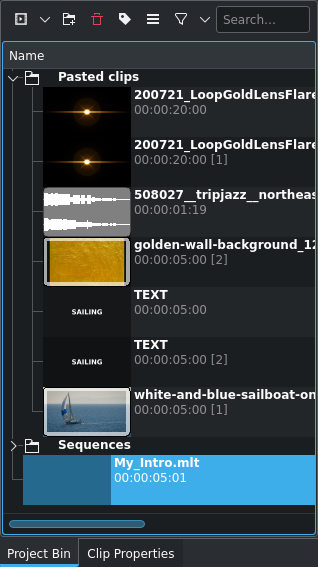 Search...
Name
Pasted clips
200721_LoopGoldLensFlare
00:00:20:00
200721_LoopGoldLensFlare
00:00:20:00 [1]
508027__tripjazz__northeas
00:00:01:19
golden-wall-background_12
00:00:05:00 [2]
TEXT
SAILING
00:00:05:00
TEXT
SAILING
00:00:05:00 [2]
white-and-blue-sailboat-on
00:00:05:00 [1]
Sequences
My_Intro.mlt
00:00:05:01
Project Bin
Clip Properties